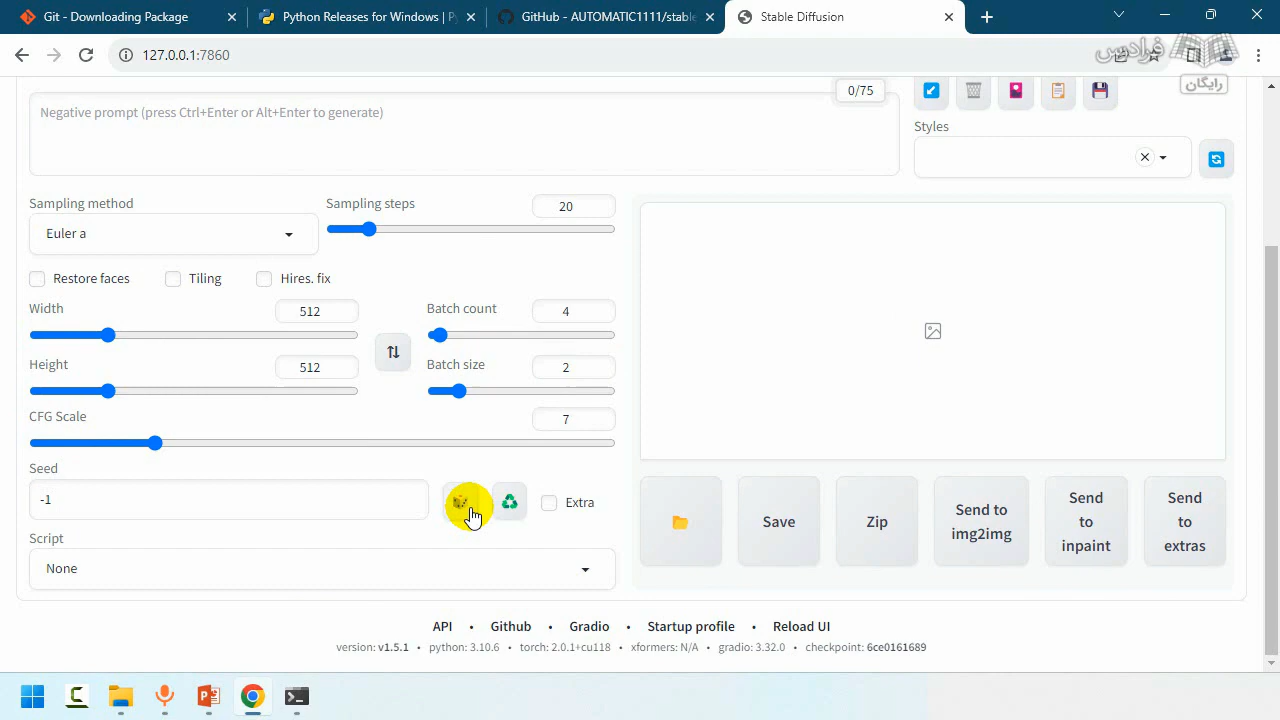 Git - Downloading Package
Python Releases for Windows | Py
GitHub - AUTOMATIC1111/stable
Stable Diffusion
127.0.0.1:7860
فرادرس
رایگان
0/75
Negative prompt (press Ctrl+Enter or Alt+Enter to generate)
Styles
Sampling method
Sampling steps
20
Euler a
Restore faces
Tiling
Hires. fix
Width
512
Batch count
4
Height
512
Batch size
2
CFG Scale
7
Seed
-1
Extra
Script
None
Save
Zip
Send to img2img
Send to inpaint
Send to extras
API • Github • Gradio • Startup profile • Reload UI
version: v1.5.1 • python: 3.10.6 • torch: 2.0.1+cu118 • xformers: N/A • gradio: 3.32.0 • checkpoint: 6ce0161689